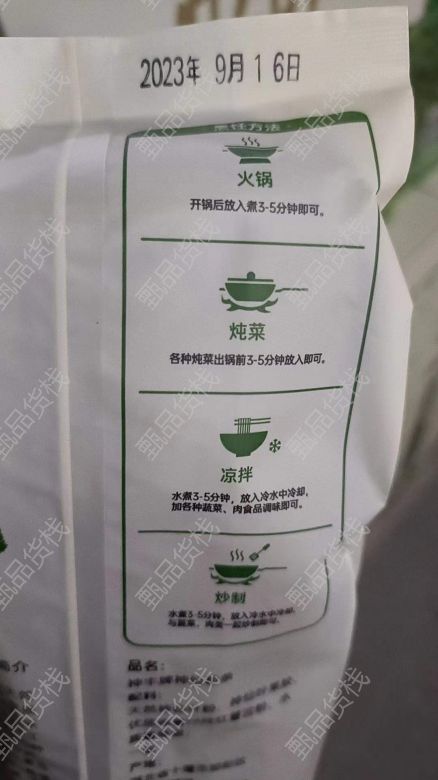 2023年 9月 16日
烹饪方法
火锅
开锅后放入煮3-5分钟即可。
炖菜
各种炖菜出锅前3-5分钟放入即可。
凉拌
水煮3-5分钟，放入冷水中冷却，
加各种蔬菜、肉食品调味即可。
炒制
水煮3-5分钟，放入冷水中冷却，
与蔬菜、肉类一起炒制即可。
简介
品名：
配料：
产地：
甄品货栈